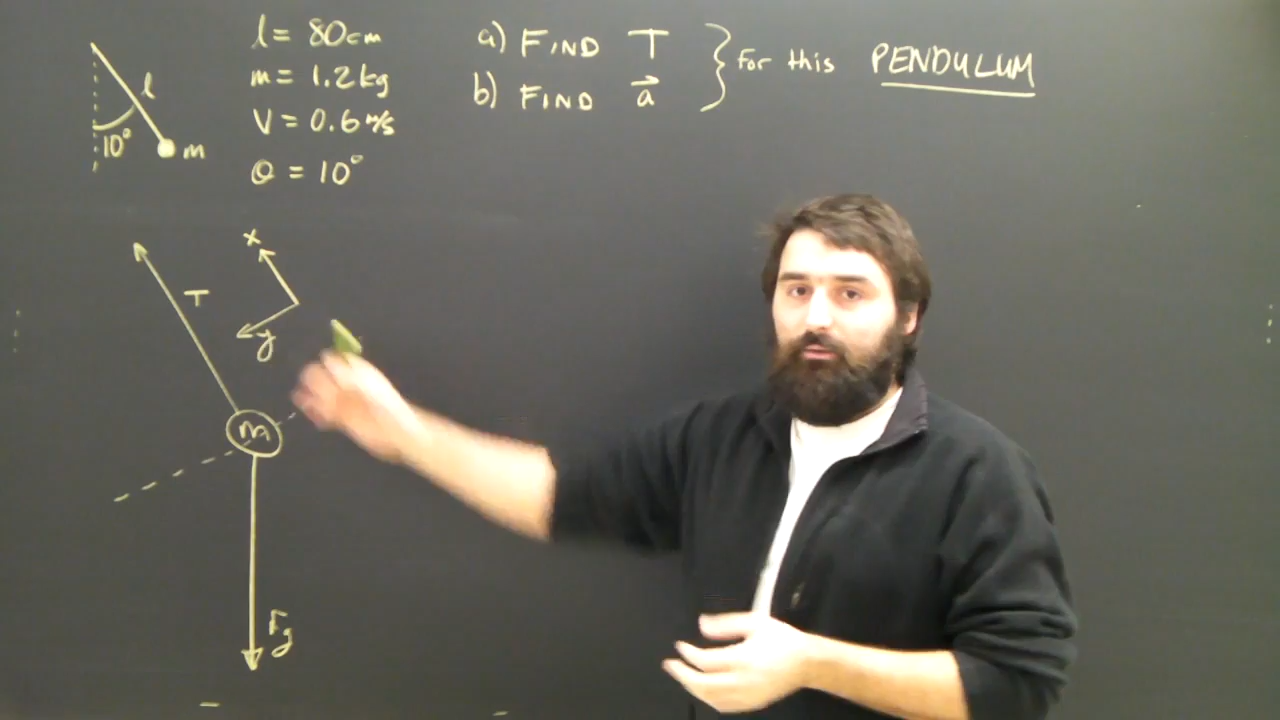 l = 80cm
m = 1.2kg
V = 0.6 m/s
θ = 10°
a) FIND T
b) FIND a⃗
} for this PENDULUM
l
10°
m
x
y
T
m
Fg